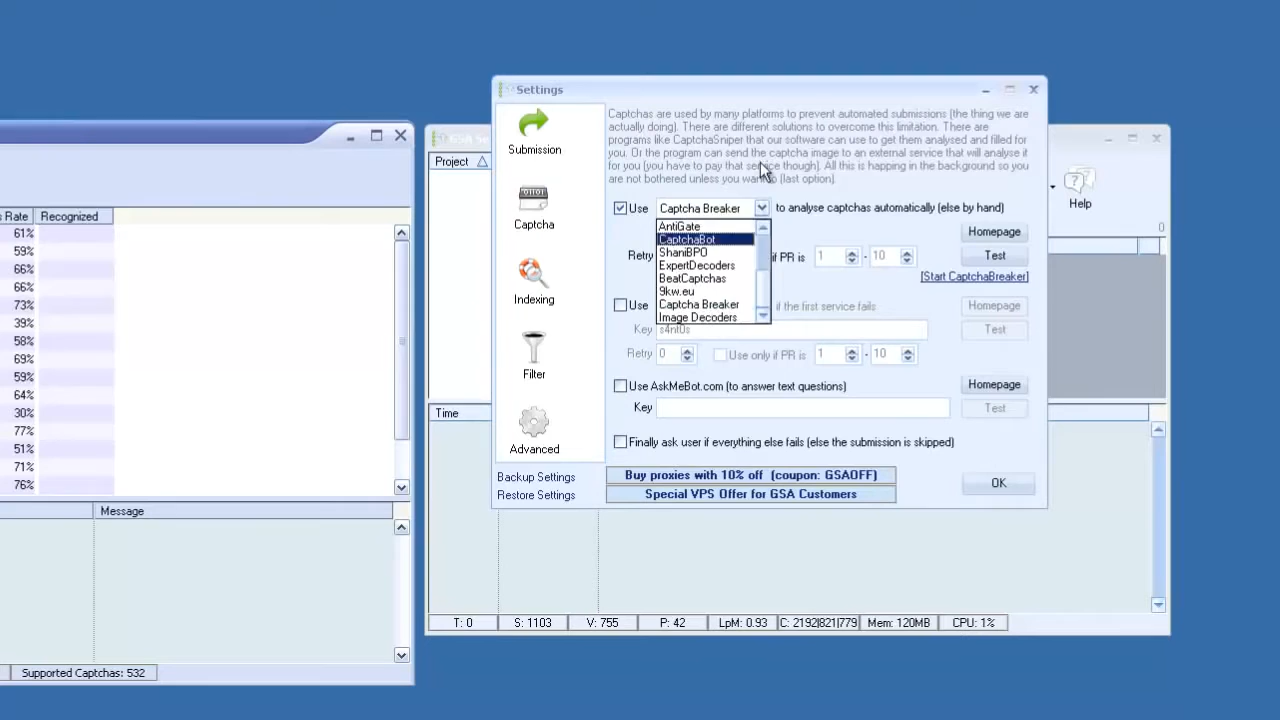 Settings
Captchas are used by many platforms to prevent automated submissions (the thing we are
actually doing). There are different solutions to overcome this limitation. There are
programs like CaptchaSniper that our software can use to get them analysed and filled for
you. Or the program can send the captcha image to an external service that will analyse it
for you (you have to pay that service though). All this is happening in the background so you
are not bothered unless you want to (last option).
Submission
Captcha
Indexing
Filter
Advanced
Backup Settings
Restore Settings
Use Captcha Breaker to analyse captchas automatically (else by hand)
AntiGate
CaptchaBot
ShaniBPO
ExpertDecoders
BeatCaptchas
9kw.eu
Captcha Breaker
Image Decoders
Homepage
Retry if PR is 1 - 10 Test
[Start CaptchaBreaker]
Use if the first service fails Homepage
Key s4nt0s Test
Retry 0 Use only if PR is 1 - 10
Use AskMeBot.com (to answer text questions) Homepage
Key Test
Finally ask user if everything else fails (else the submission is skipped)
Buy proxies with 10% off (coupon: GSAOFF)
Special VPS Offer for GSA Customers
OK
GSA Se
Project
Help
0
Time
T: 0 S: 1103 V: 755 P: 42 LpM: 0.93 C: 2192|821|779 Mem: 120MB CPU: 1%
s Rate Recognized
61%
59%
66%
66%
73%
39%
58%
69%
59%
64%
30%
77%
51%
71%
76%
Message
Supported Captchas: 532